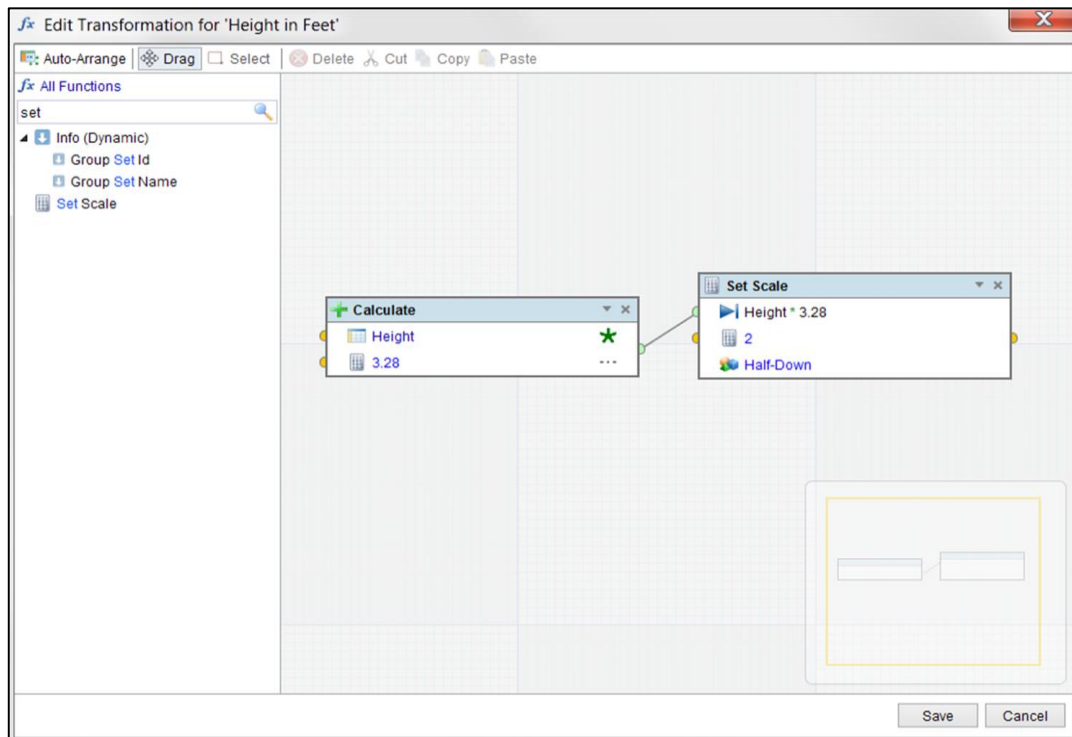 fx Edit Transformation for 'Height in Feet'
Auto-Arrange Drag Select Delete Cut Copy Paste
fx All Functions
set
Info (Dynamic)
Group Set Id
Group Set Name
Set Scale
Calculate
Height *
3.28 ...
Set Scale
Height * 3.28
2
Half-Down
Save Cancel